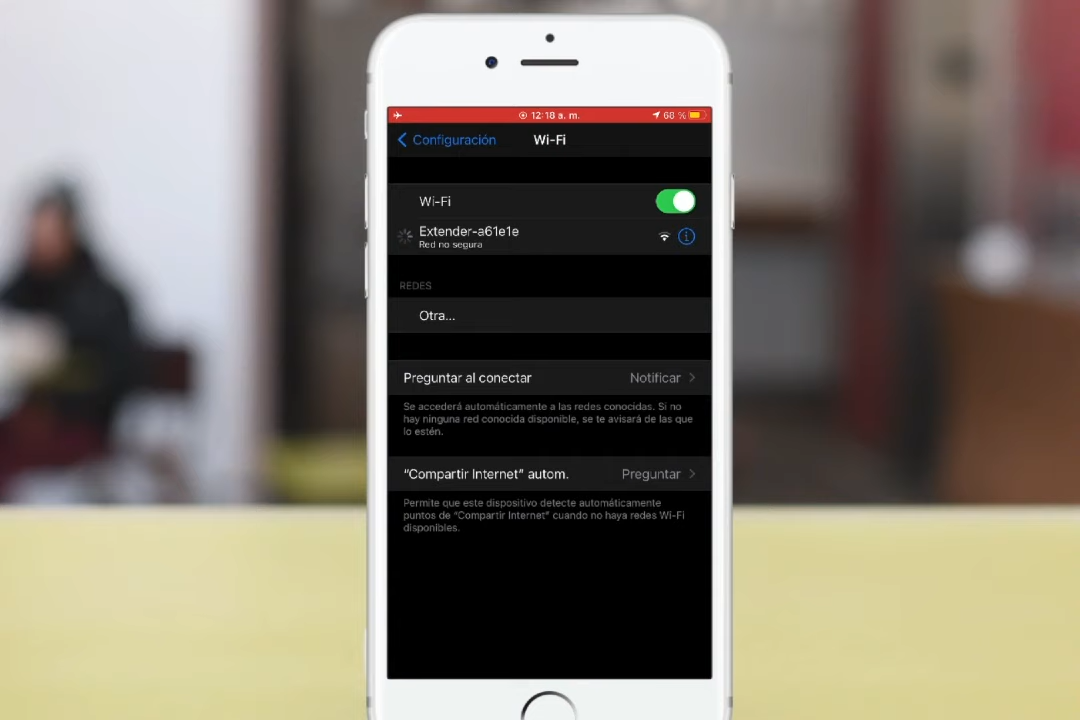 12:18 a. m. 68 %
Configuración Wi-Fi
Wi-Fi
Extender-a61e1e
Red no segura
REDES
Otra...
Preguntar al conectar Notificar
Se accederá automáticamente a las redes conocidas. Si no
hay ninguna red conocida disponible, se te avisará de las que
lo estén.
"Compartir Internet" autom. Preguntar
Permite que este dispositivo detecte automáticamente
puntos de "Compartir Internet" cuando no haya redes Wi-Fi
disponibles.